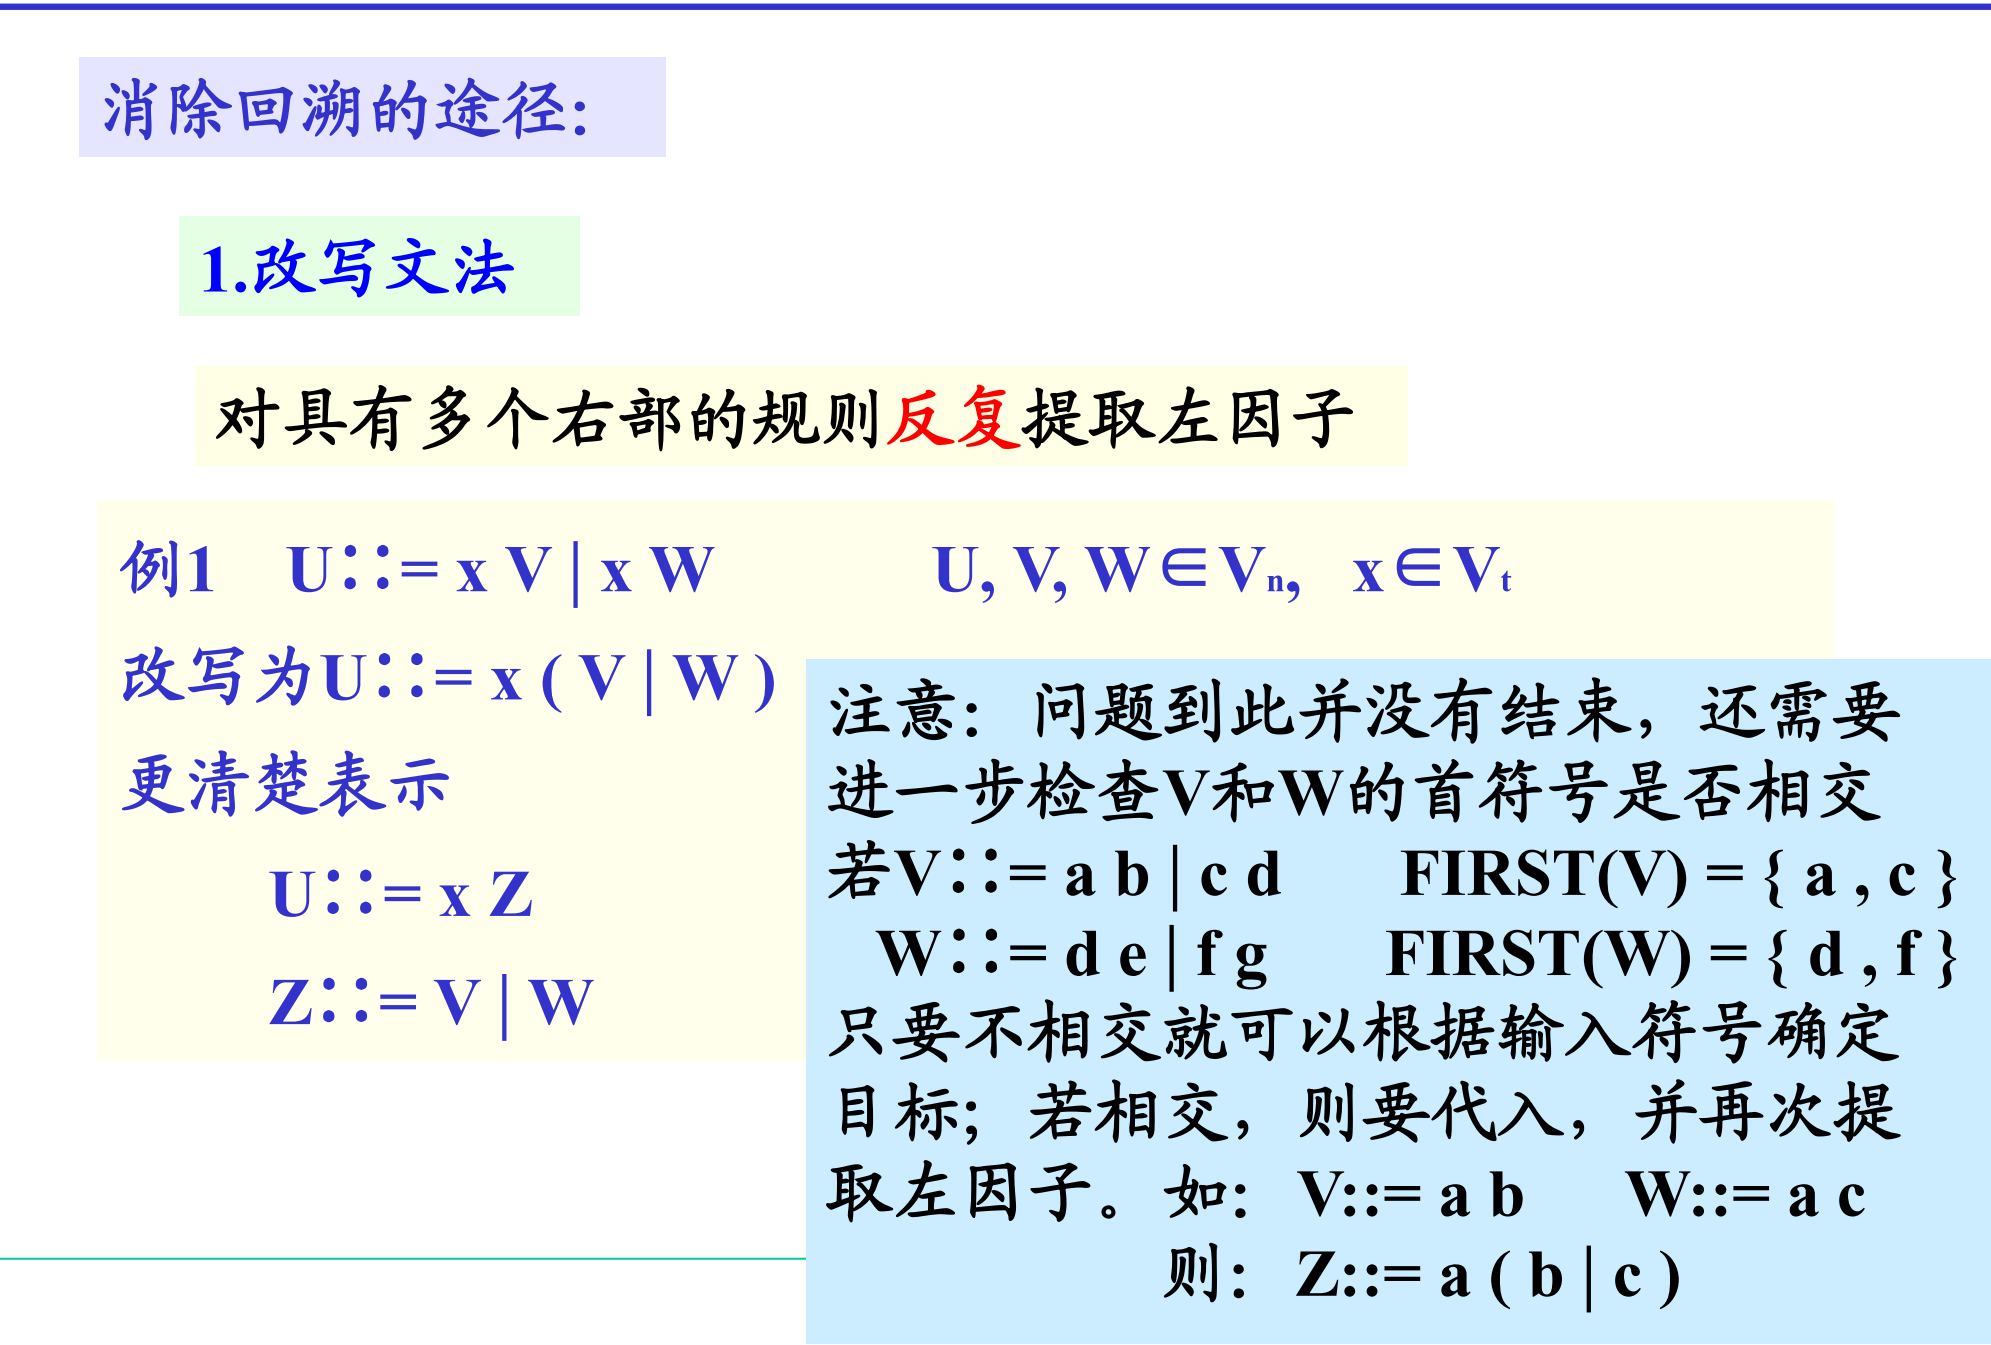 消除回溯的途径:
1.改写文法
对具有多个右部的规则反复提取左因子
例1 U∷= x V | x W U, V, W∈Vn, x∈Vt
改写为U∷= x ( V | W )
更清楚表示
U∷= x Z
Z∷= V | W
注意: 问题到此并没有结束，还需要
进一步检查V和W的首符号是否相交
若V∷= a b | c d FIRST(V) = { a , c }
W∷= d e | f g FIRST(W) = { d , f }
只要不相交就可以根据输入符号确定
目标; 若相交，则要代入，并再次提
取左因子。如: V::= a b W::= a c
则: Z::= a ( b | c )